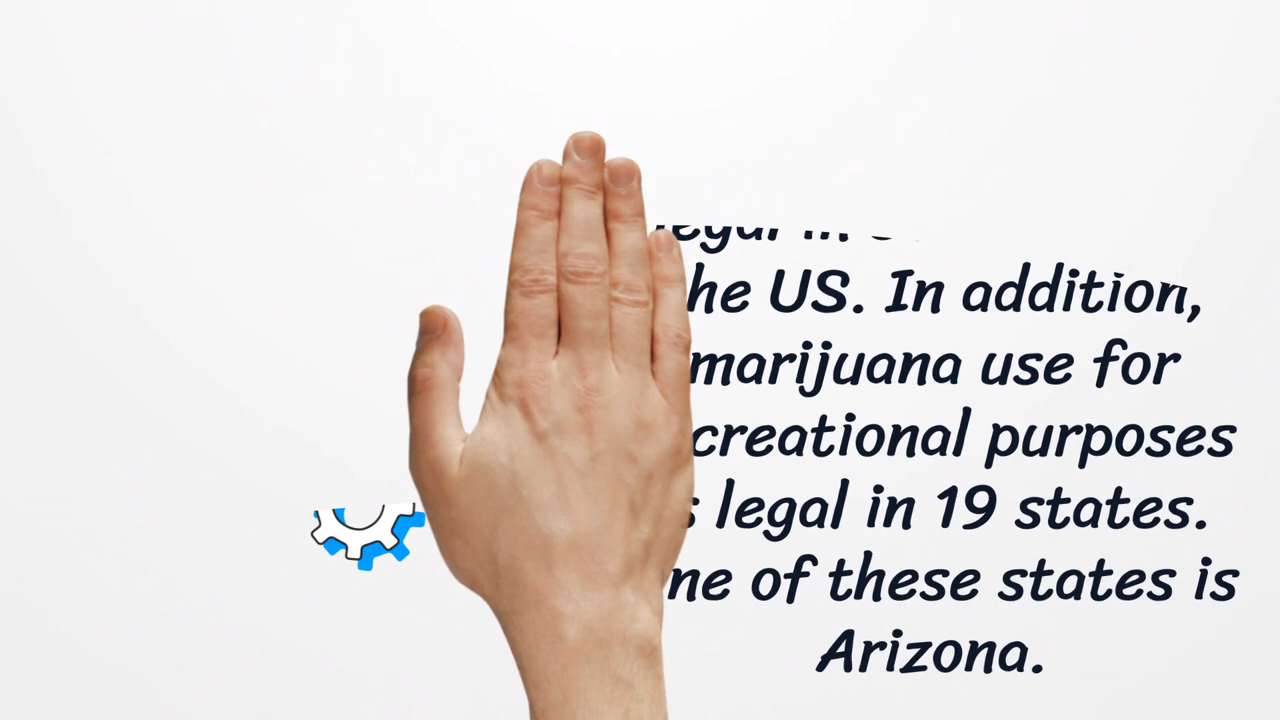 he US. In addition,
marijuana use for
creational purposes
legal in 19 states.
ne of these states is
Arizona.